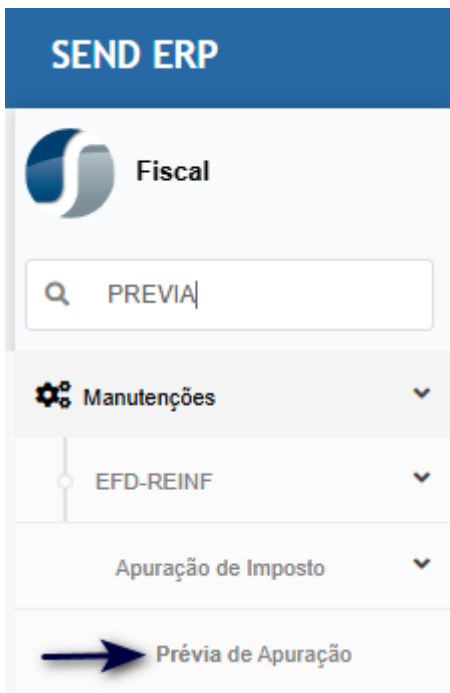 SEND ERP
Fiscal
PREVIA
Manutenções
EFD-REINF
Apuração de Imposto
Prévia de Apuração